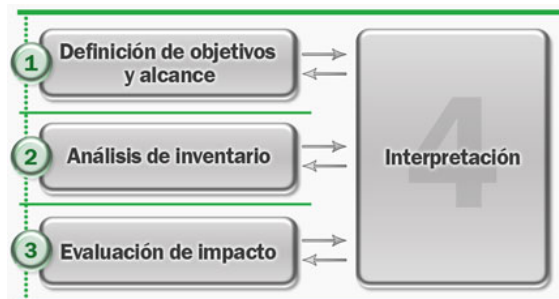 1
Definición de objetivos
y alcance
2
Análisis de inventario
3
Evaluación de impacto
4
Interpretación